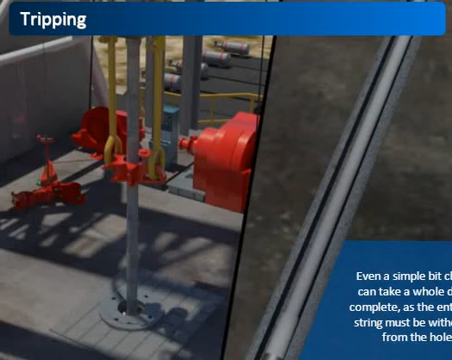 Tripping
Even a simple bit
can take a whole
complete, as the
string must be
from the hole